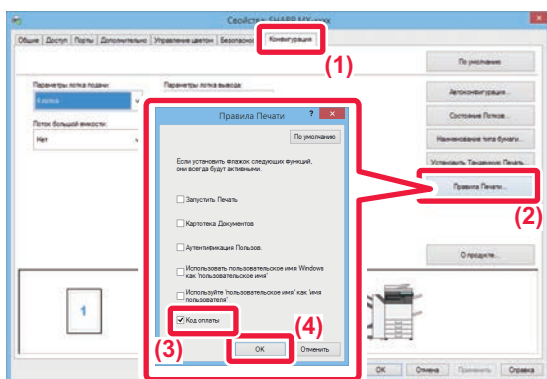 Свойства: SHARP MX-xxxx
Общие Доступ Порты Дополнительно Управление цветом Безопасность Конфигурация
(1)
По умолчанию
Параметры лотка подачи:
Параметры лотка вывода:
4 лотка
Автоконфигурация...
Правила Печати ? ×
Состояние Лотков...
Поток большой емкости:
По умолчанию
Нет
Наименование типа бумаги...
Если установить флажок следующих функций,
они всегда будут активными.
Установить Тандемную Печать...
Правила Печати...
(2)
Запустить Печать
Картотека Документов
Аутентификация Пользов.
О продукте...
Использовать пользовательское имя Windows
как 'пользовательское имя'
Используйте 'пользовательское имя' как 'имя
пользователя'
1
Код оплаты
(3)
(4)
OK Отменить
OK Отмена Применить Справка